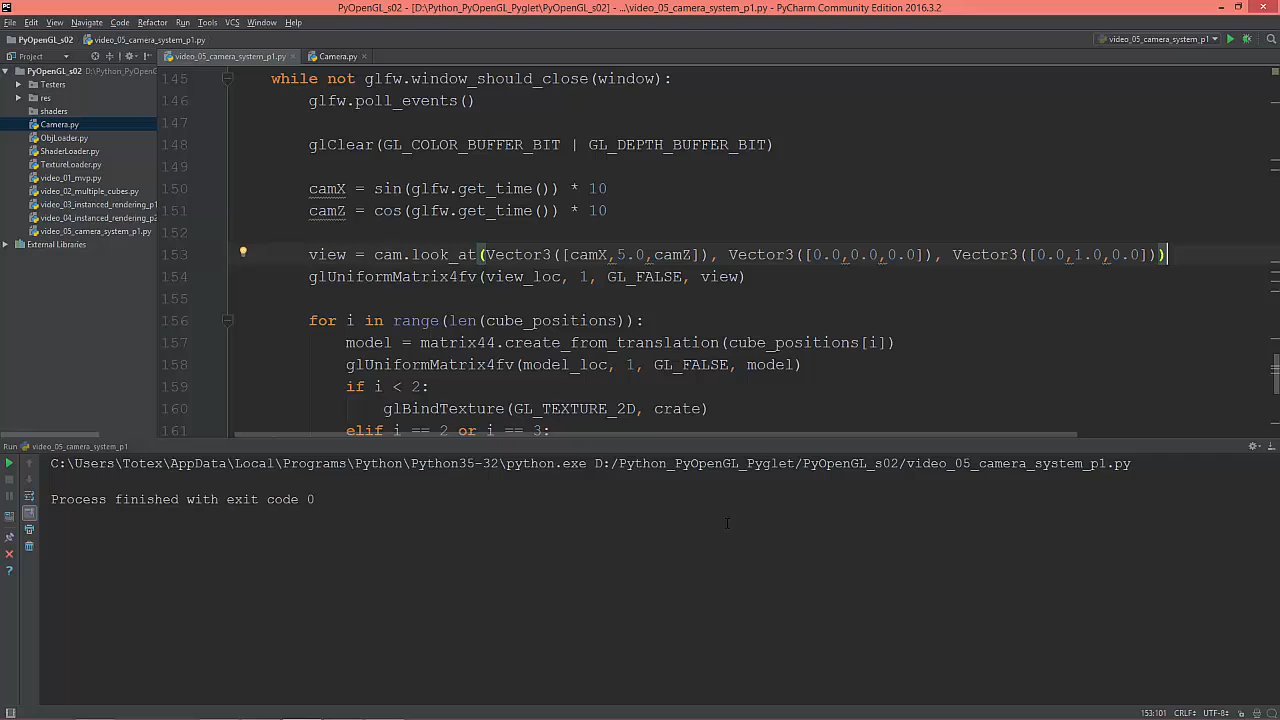 PyOpenGL_s02 - [D:\Python_PyOpenGL_Pyglet\PyOpenGL_s02] - ...\video_05_camera_system_p1.py - PyCharm Community Edition 2016.3.2
File Edit View Navigate Code Refactor Run Tools VCS Window Help
PyOpenGL_s02 video_05_camera_system_p1.py
video_05_camera_system_p1
Project
video_05_camera_system_p1.py
Camera.py
PyOpenGL_s02 D:\Python_PyOpenG
Testers
res
shaders
Camera.py
ObjLoader.py
ShaderLoader.py
TextureLoader.py
video_01_mvp.py
video_02_multiple_cubes.py
video_03_instanced_rendering_p1
video_04_instanced_rendering_p2
video_05_camera_system_p1.py
External Libraries
145 while not glfw.window_should_close(window):
146 glfw.poll_events()
147
148 glClear(GL_COLOR_BUFFER_BIT | GL_DEPTH_BUFFER_BIT)
149
150 camX = sin(glfw.get_time()) * 10
151 camZ = cos(glfw.get_time()) * 10
152
153 view = cam.look_at(Vector3([camX,5.0,camZ]), Vector3([0.0,0.0,0.0]), Vector3([0.0,1.0,0.0]))
154 glUniformMatrix4fv(view_loc, 1, GL_FALSE, view)
155
156 for i in range(len(cube_positions)):
157 model = matrix44.create_from_translation(cube_positions[i])
158 glUniformMatrix4fv(model_loc, 1, GL_FALSE, model)
159 if i < 2:
160 glBindTexture(GL_TEXTURE_2D, crate)
161 elif i == 2 or i == 3:
Run video_05_camera_system_p1
C:\Users\Totex\AppData\Local\Programs\Python\Python35-32\python.exe D:/Python_PyOpenGL_Pyglet/PyOpenGL_s02/video_05_camera_system_p1.py
Process finished with exit code 0
153:101 CRLF÷ UTF-8÷